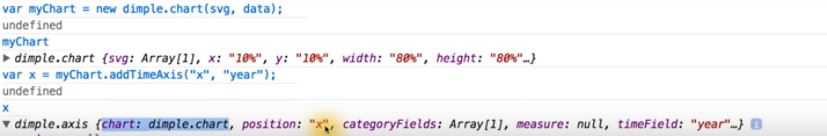 var myChart = new dimple.chart(svg, data);
undefined
myChart
▶ dimple.chart {svg: Array[1], x: "10%", y: "10%", width: "80%", height: "80%"…}
var x = myChart.addTimeAxis("x", "year");
undefined
x
▼ dimple.axis {chart: dimple.chart, position: "x", categoryFields: Array[1], measure: null, timeField: "year"…}